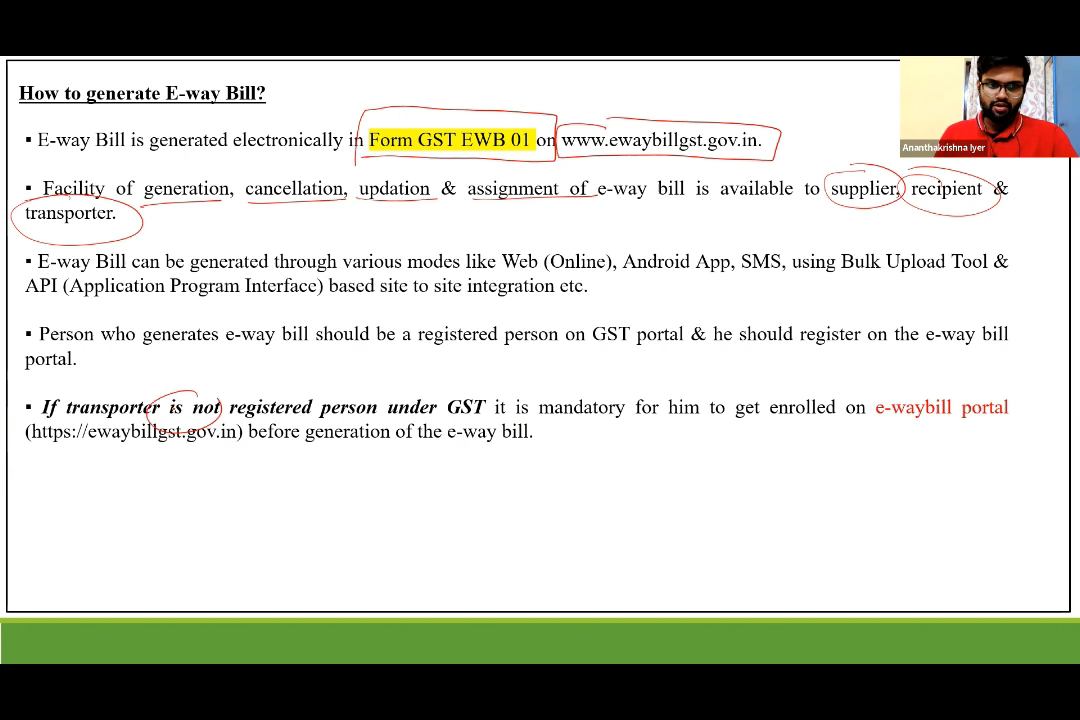 How to generate E-way Bill?
▪ E-way Bill is generated electronically in Form GST EWB 01 on www.ewaybillgst.gov.in.
▪ Facility of generation, cancellation, updation & assignment of e-way bill is available to supplier, recipient &
transporter.
▪ E-way Bill can be generated through various modes like Web (Online), Android App, SMS, using Bulk Upload Tool &
API (Application Program Interface) based site to site integration etc.
▪ Person who generates e-way bill should be a registered person on GST portal & he should register on the e-way bill
portal.
▪ If transporter is not registered person under GST it is mandatory for him to get enrolled on e-waybill portal
(https://ewaybillgst.gov.in) before generation of the e-way bill.
Ananthakrishna Iyer